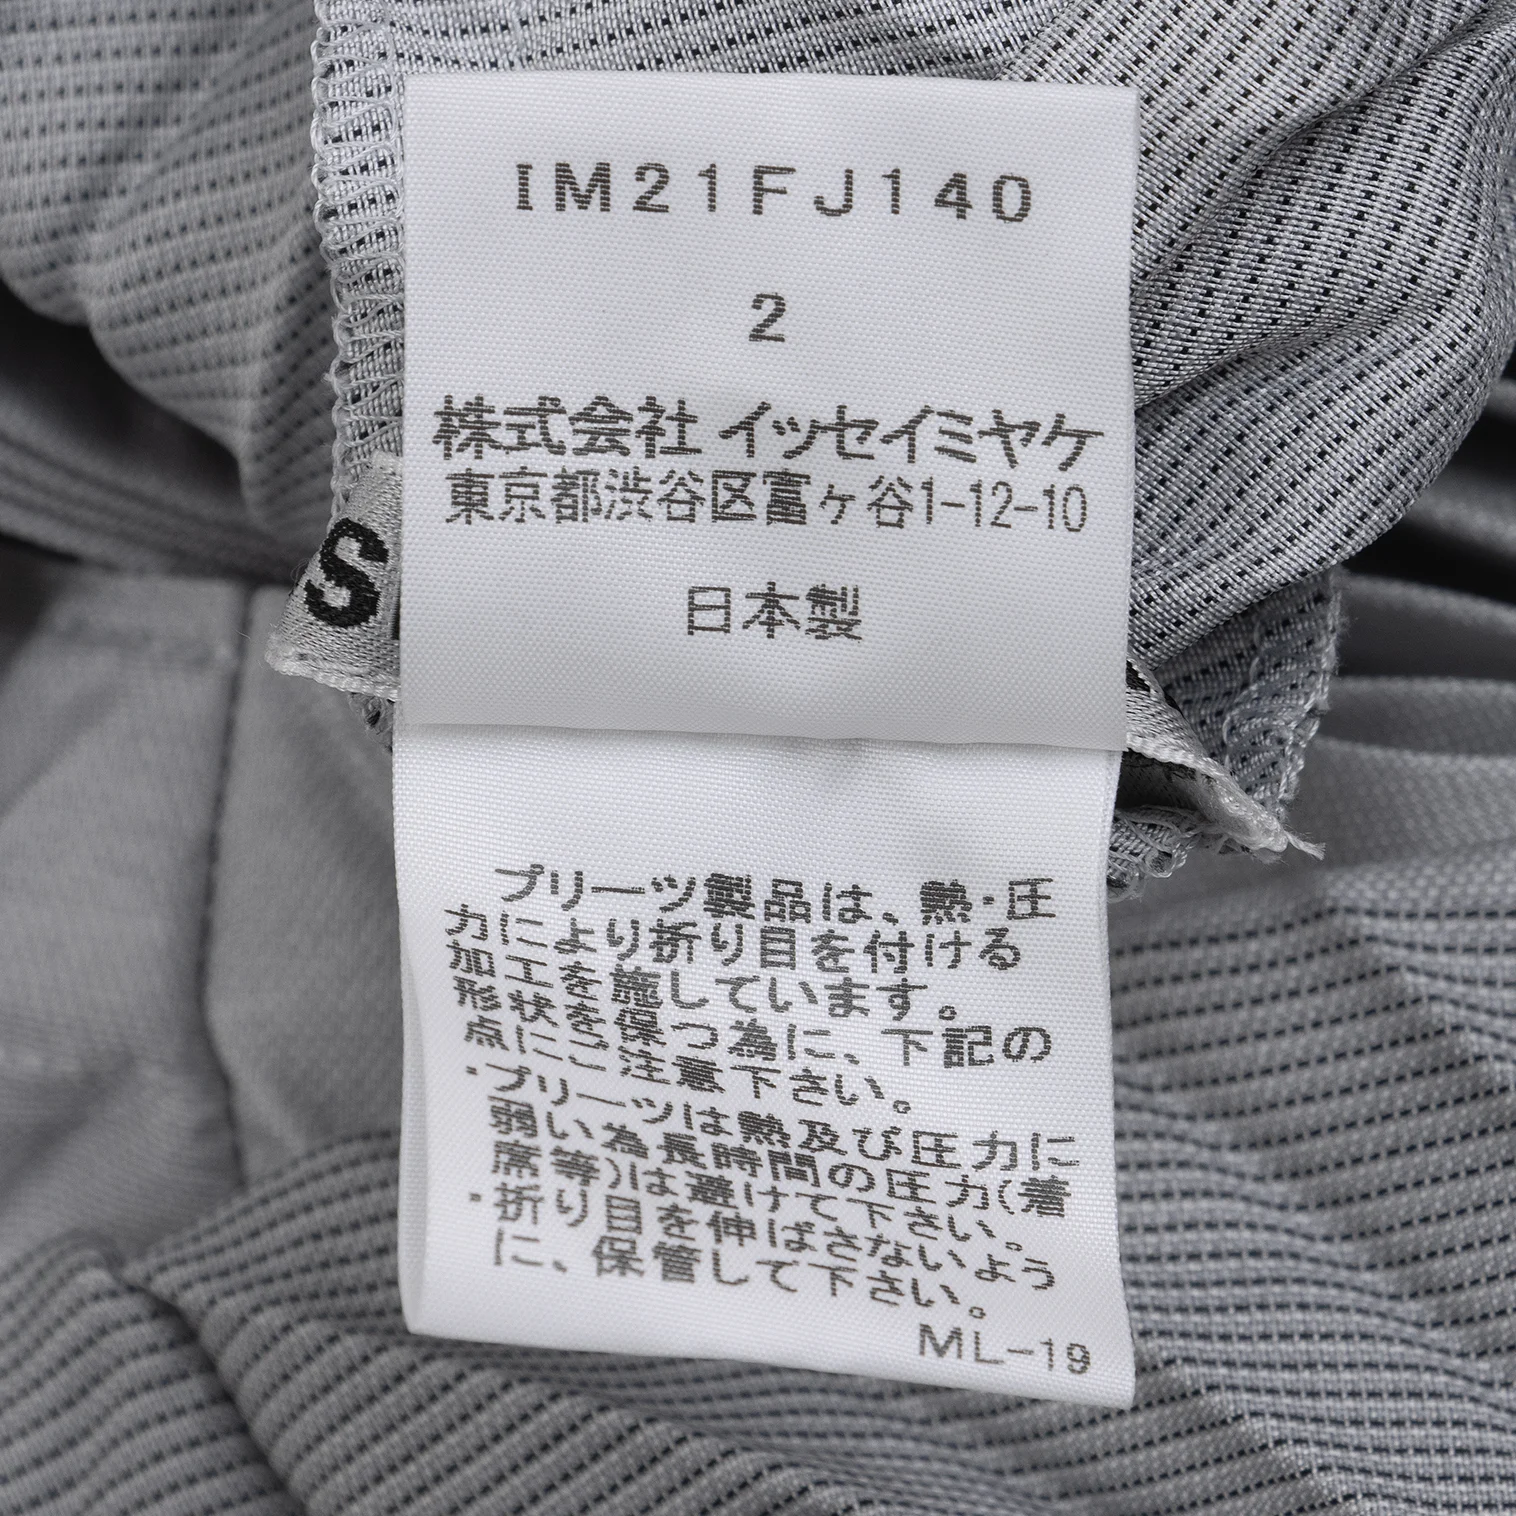 IM21FJ140
2
株式会社 イッセイミヤケ
東京都渋谷区富ヶ谷1-12-10
日本製
S
プリーツ製品は、熱・圧
力により折り目を付ける
加工を施しています。
形状を保つ為に、下記の
点にご注意下さい。
・プリーツは熱及び圧力に
弱い為長時間の圧力(着
席等)は避けて下さい。
・折り目を伸ばさないよう
に、保管して下さい。
ML-19